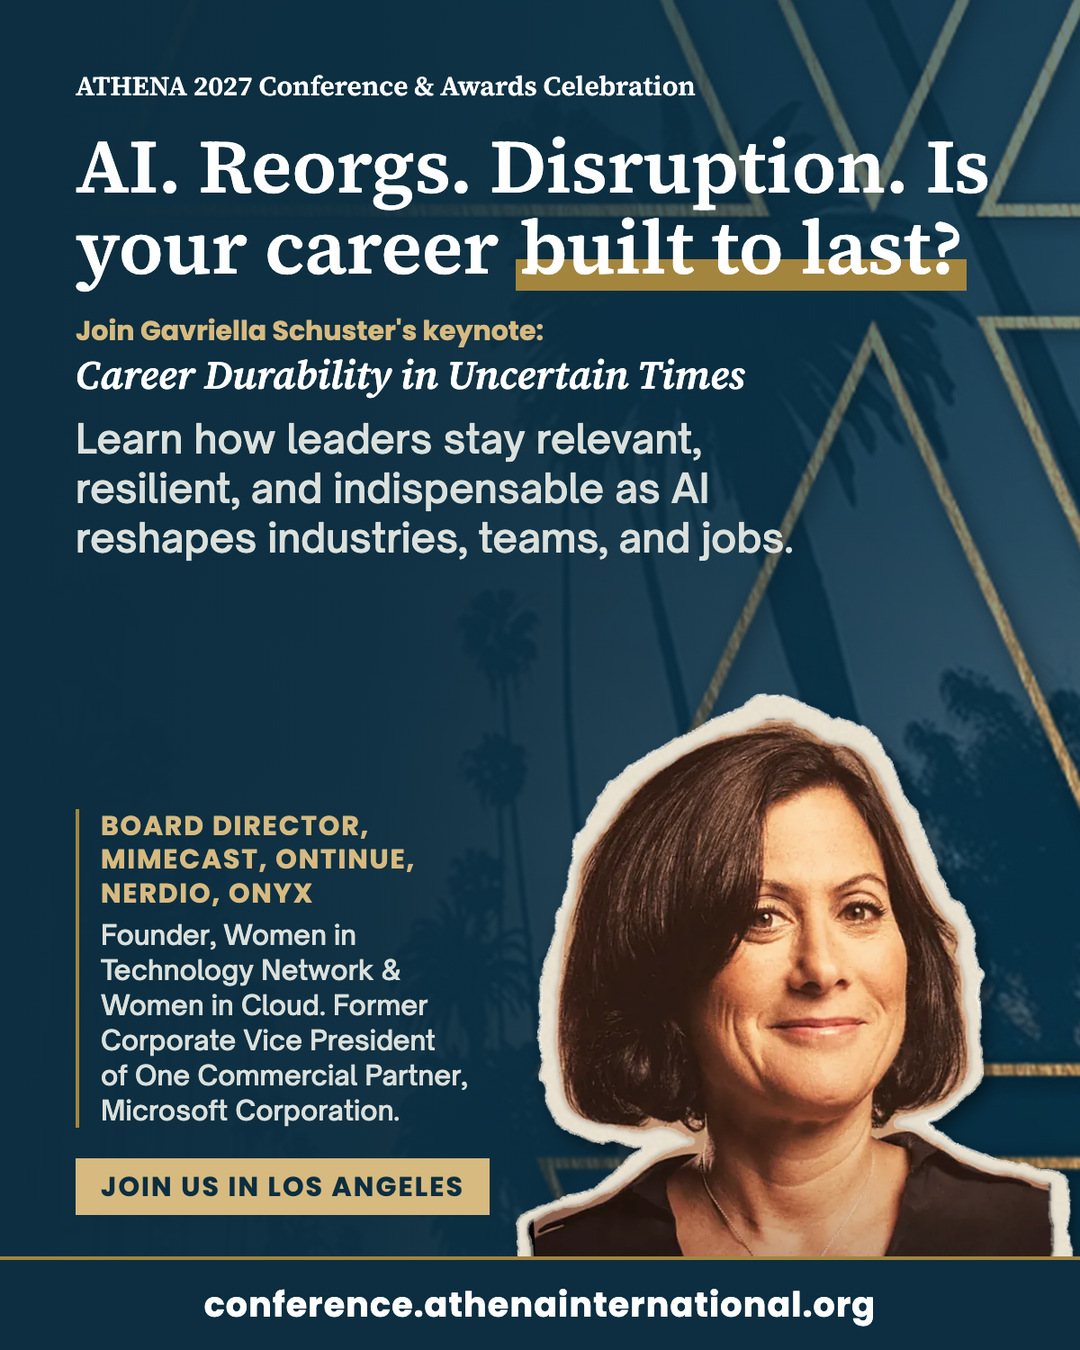 ATHENA 2027 Conference & Awards Celebration
AI. Reorgs. Disruption. Is
your career built to last?
Join Gavriella Schuster's keynote:
Career Durability in Uncertain Times
Learn how leaders stay relevant,
resilient, and indispensable as AI
reshapes industries, teams, and jobs.
BOARD DIRECTOR,
MIMECAST, ONTINUE,
NERDIO, ONYX
Founder, Women in
Technology Network &
Women in Cloud. Former
Corporate Vice President
of One Commercial Partner,
Microsoft Corporation.
JOIN US IN LOS ANGELES
conference.athenainternational.org